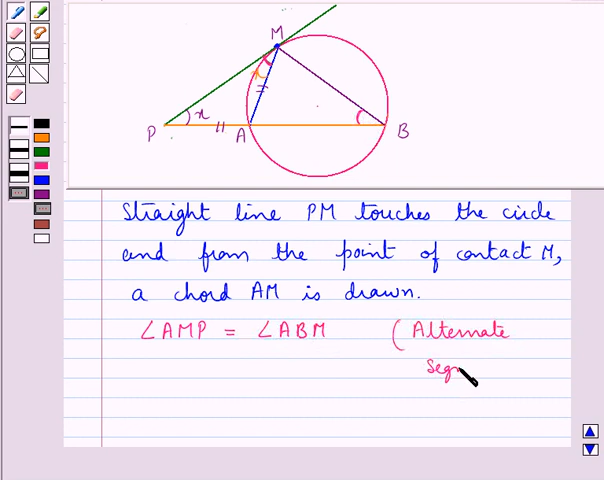 M
x
P A B
Straight line PM touches the circle
and from the point of contact M,
a chord AM is drawn.
∠AMP = ∠ABM (Alternate
Seg